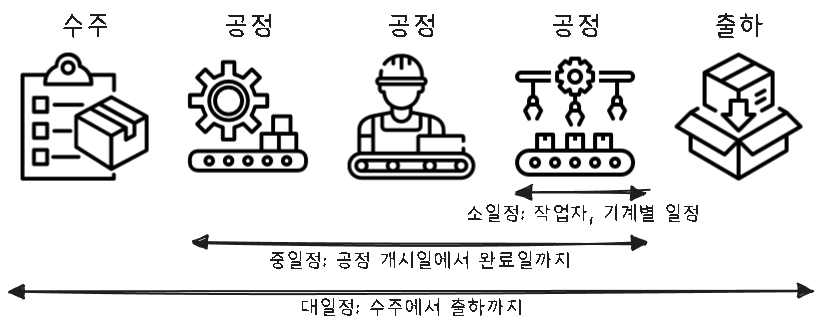 수주 공정 공정 공정 출하
소일정: 작업자, 기계별 일정
중일정: 공정 개시일에서 완료일까지
대일정: 수주에서 출하까지